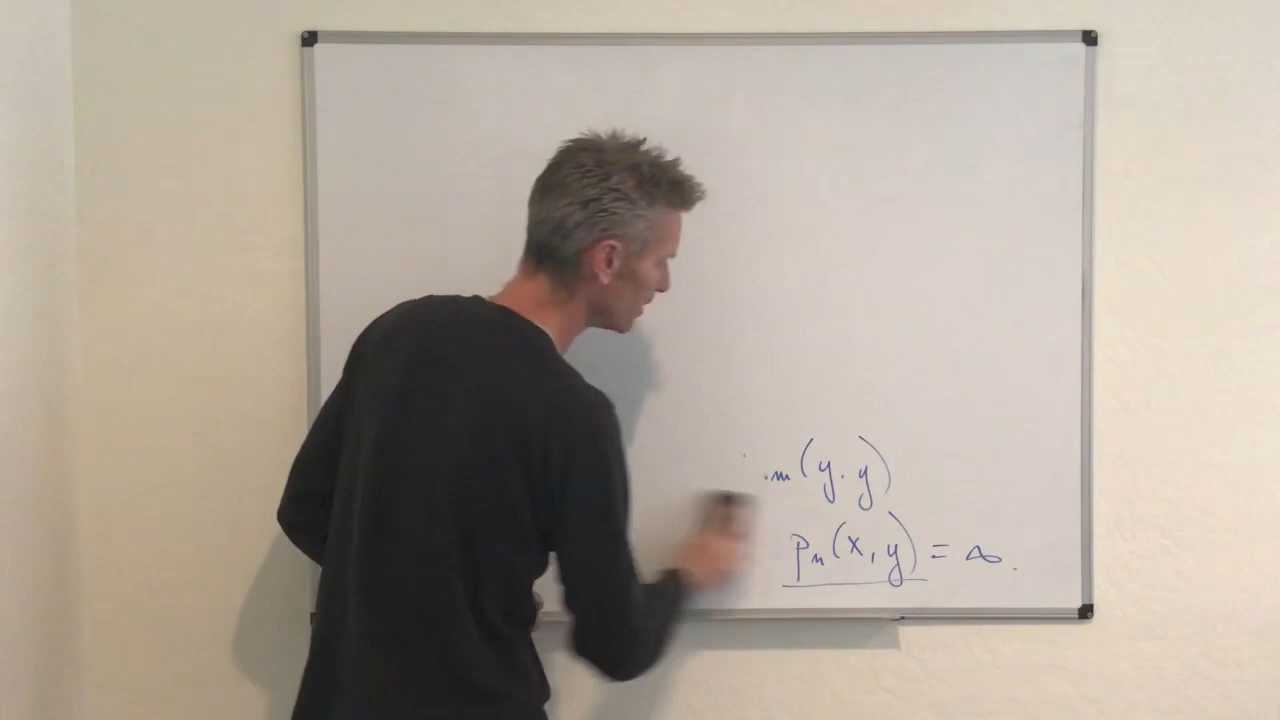 m(y, y)
pn(x, y) = ∞.